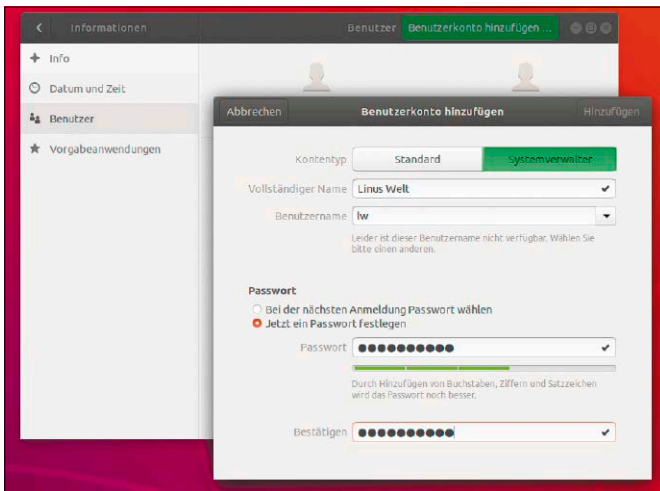 Informationen
Benutzer
Benutzerkonto hinzufügen ...
Info
Datum und Zeit
Benutzer
Vorgabeanwendungen
Abbrechen
Benutzerkonto hinzufügen
Hinzufügen
Kontentyp
Standard
Systemverwalter
Vollständiger Name
Linus Welt
Benutzername
lw
Leider ist dieser Benutzername nicht verfügbar. Wählen Sie
bitte einen anderen.
Passwort
Bei der nächsten Anmeldung Passwort wählen
Jetzt ein Passwort festlegen
Passwort
●●●●●●●●●●
Durch Hinzufügen von Buchstaben, Ziffern und Satzzeichen
wird das Passwort noch besser.
Bestätigen
●●●●●●●●●●